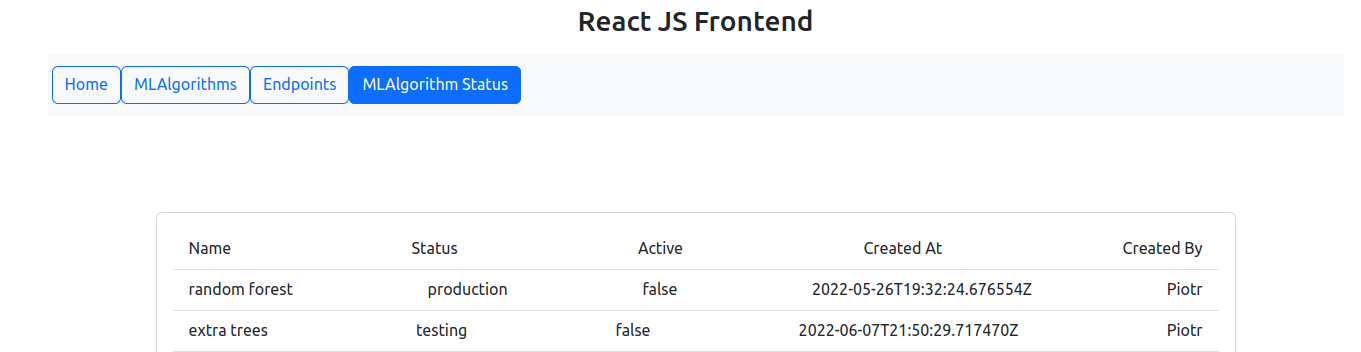 React JS Frontend
Home MLAlgorithms Endpoints MLAlgorithm Status
Name Status Active Created At Created By
random forest production false 2022-05-26T19:32:24.676554Z Piotr
extra trees testing false 2022-06-07T21:50:29.717470Z Piotr